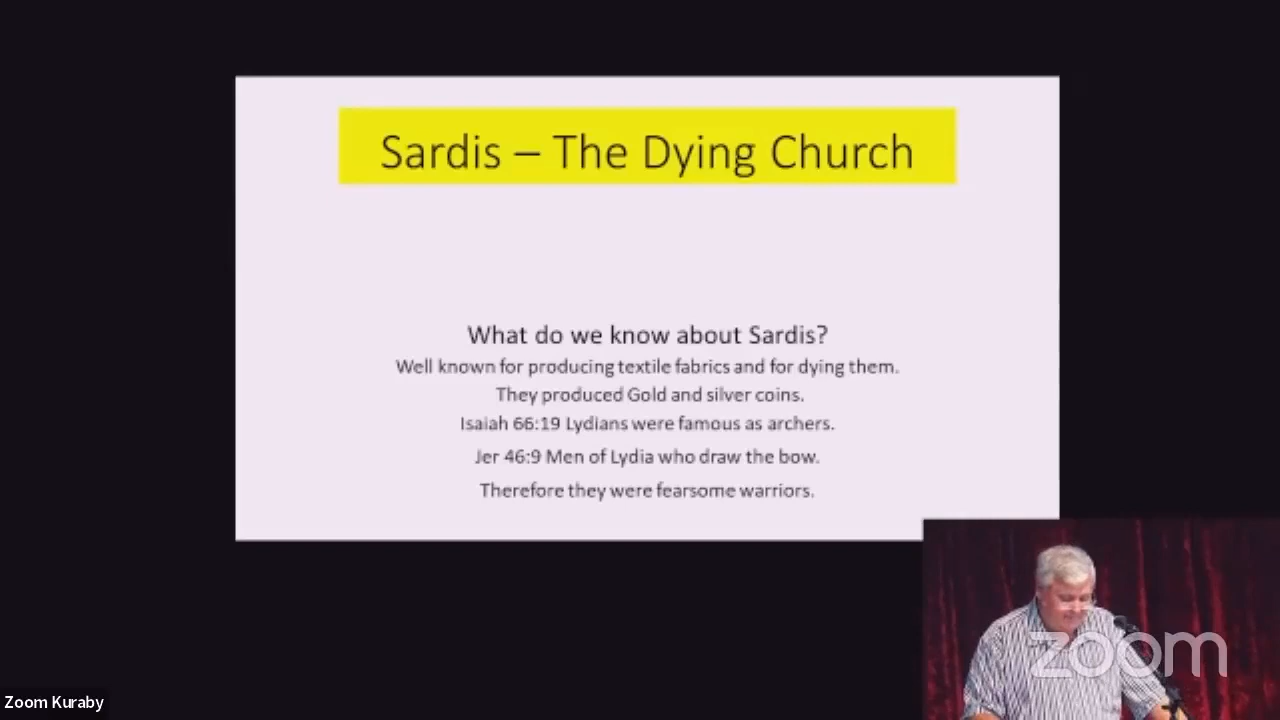 Sardis – The Dying Church
What do we know about Sardis?
Well known for producing textile fabrics and for dying them.
They produced Gold and silver coins.
Isaiah 66:19 Lydians were famous as archers.
Jer 46:9 Men of Lydia who draw the bow.
Therefore they were fearsome warriors.
zoom
Zoom Kuraby